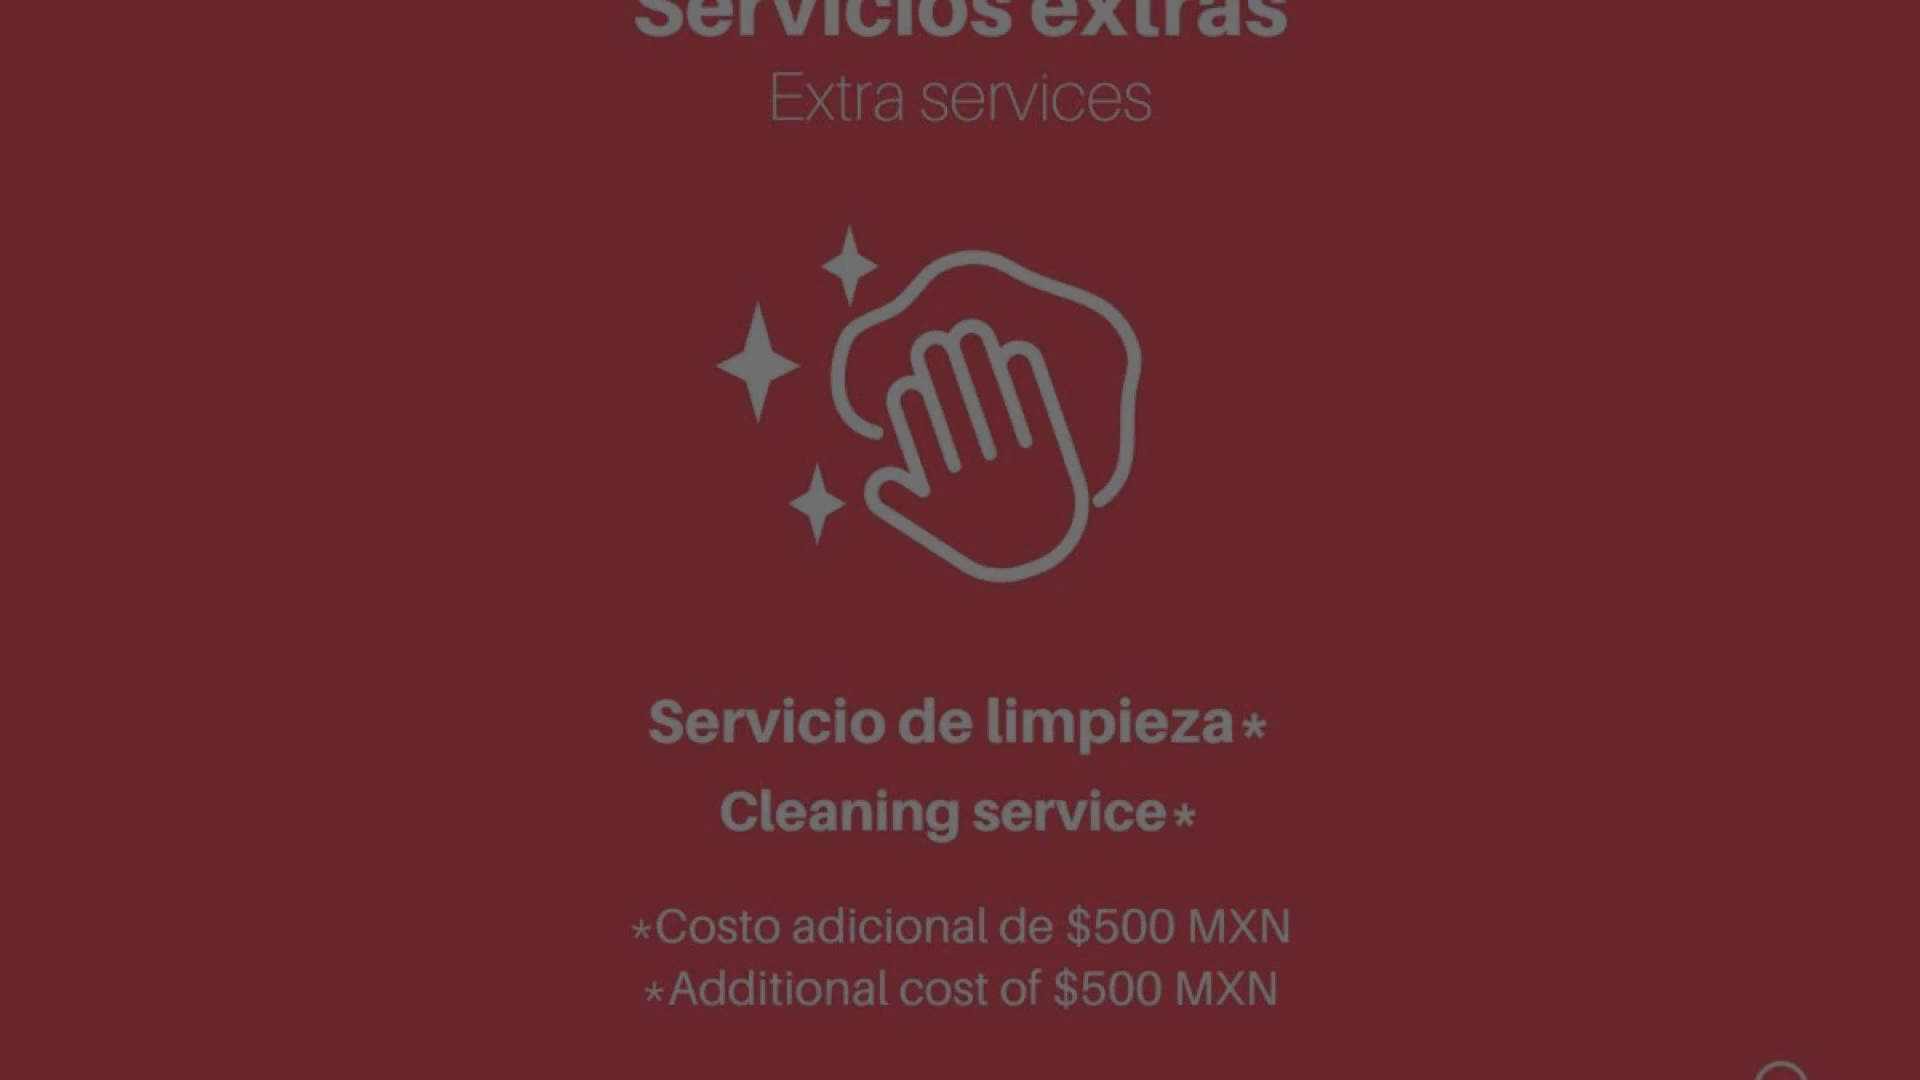 Servicios extras
Extra services
Servicio de limpieza*
Cleaning service*
*Costo adicional de $500 MXN
*Additional cost of $500 MXN